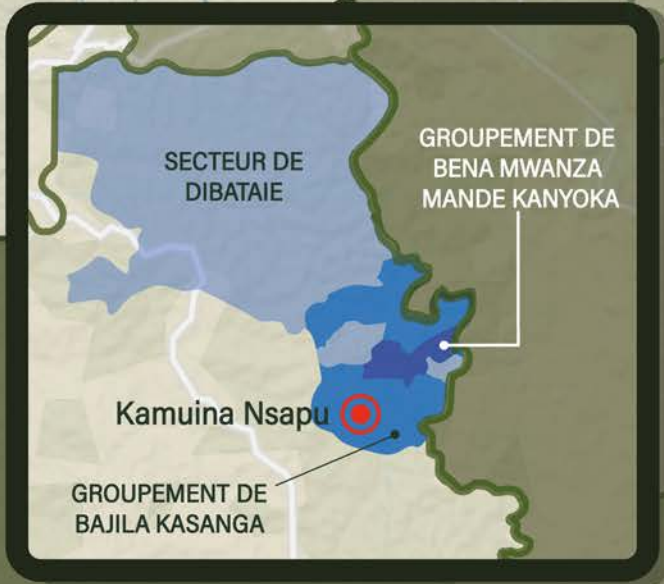 SECTEUR DE
DIBATAIE
GROUPEMENT DE
BENA MWANZA
MANDE KANYOKA
Kamuina Nsapu
GROUPEMENT DE
BAJILA KASANGA